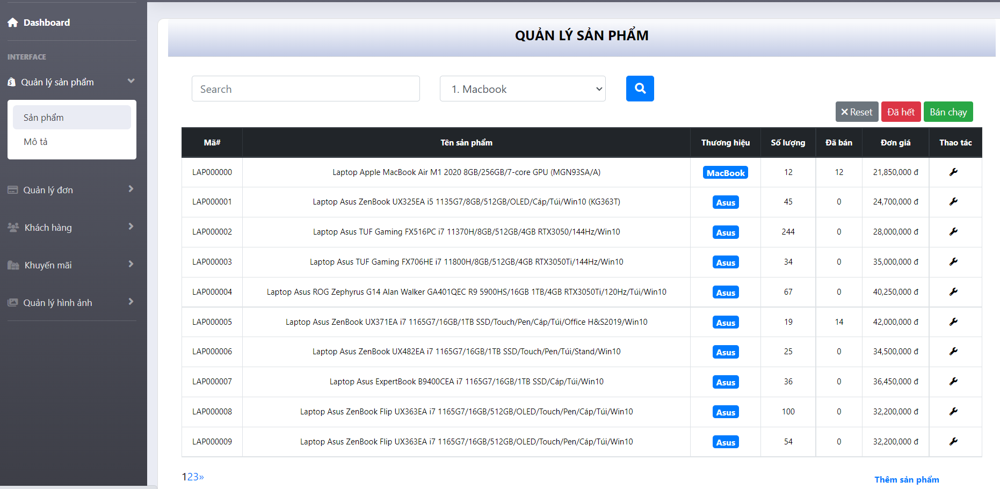 Dashboard
INTERFACE
Quản lý sản phẩm
Sản phẩm
Mô tả
Quản lý đơn
Khách hàng
Khuyến mãi
Quản lý hình ảnh
QUẢN LÝ SẢN PHẨM
Search
1. Macbook
Reset Đã hết Bán chạy
Mã# Tên sản phẩm Thương hiệu Số lượng Đã bán Đơn giá Thao tác
LAP000000 Laptop Apple MacBook Air M1 2020 8GB/256GB/7-core GPU (MGN93SA/A) MacBook 12 12 21,850,000 đ
LAP000001 Laptop Asus ZenBook UX325EA i5 1135G7/8GB/512GB/OLED/Cáp/Túi/Win10 (KG363T) Asus 45 0 24,700,000 đ
LAP000002 Laptop Asus TUF Gaming FX516PC i7 11370H/8GB/512GB/4GB RTX3050/144Hz/Win10 Asus 244 0 28,000,000 đ
LAP000003 Laptop Asus TUF Gaming FX706HE i7 11800H/8GB/512GB/4GB RTX3050Ti/144Hz/Win10 Asus 34 0 35,000,000 đ
LAP000004 Laptop Asus ROG Zephyrus G14 Alan Walker GA401QEC R9 5900HS/16GB 1TB/4GB RTX3050Ti/120Hz/Túi/Win10 Asus 67 0 40,250,000 đ
LAP000005 Laptop Asus ZenBook UX371EA i7 1165G7/16GB/1TB SSD/Touch/Pen/Cáp/Túi/Office H&S2019/Win10 Asus 19 14 42,000,000 đ
LAP000006 Laptop Asus ZenBook UX482EA i7 1165G7/16GB/1TB SSD/Touch/Pen/Túi/Stand/Win10 Asus 25 0 34,500,000 đ
LAP000007 Laptop Asus ExpertBook B9400CEA i7 1165G7/16GB/1TB SSD/Cáp/Túi/Win10 Asus 36 0 36,450,000 đ
LAP000008 Laptop Asus ZenBook Flip UX363EA i7 1165G7/16GB/512GB/OLED/Touch/Pen/Cáp/Túi/Win10 Asus 100 0 32,200,000 đ
LAP000009 Laptop Asus ZenBook Flip UX363EA i7 1165G7/16GB/512GB/OLED/Touch/Pen/Cáp/Túi/Win10 Asus 54 0 32,200,000 đ
123»
Thêm sản phẩm